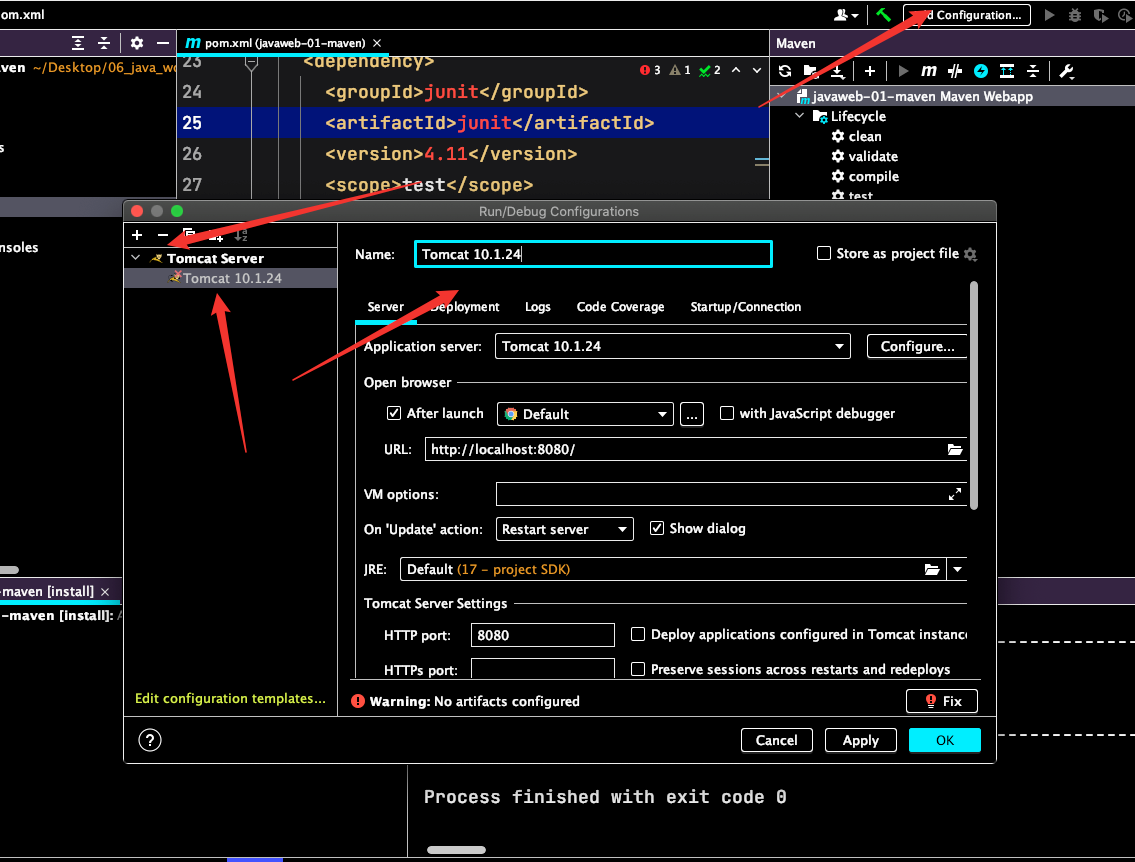 om.xml
d Configuration...
pom.xml (javaweb-01-maven)
Maven
ven ~/Desktop/06_java_w
23 <dependency>
3 1 2
24 <groupId>junit</groupId>
javaweb-01-maven Maven Webapp
25 <artifactId>junit</artifactId>
Lifecycle
clean
26 <version>4.11</version>
validate
compile
27 <scope>test</scope>
test
s
nsoles
Run/Debug Configurations
Tomcat Server
Tomcat 10.1.24
Name: Tomcat 10.1.24
Store as project file
Server Deployment Logs Code Coverage Startup/Connection
Application server: Tomcat 10.1.24 Configure...
Open browser
After launch Default ... with JavaScript debugger
URL: http://localhost:8080/
VM options:
On 'Update' action: Restart server Show dialog
JRE: Default (17 - project SDK)
Tomcat Server Settings
HTTP port: 8080 Deploy applications configured in Tomcat instanc
HTTPs port: Preserve sessions across restarts and redeploys
Edit configuration templates...
Warning: No artifacts configured Fix
? Cancel Apply OK
-maven [install]
-maven [install]:
Process finished with exit code 0